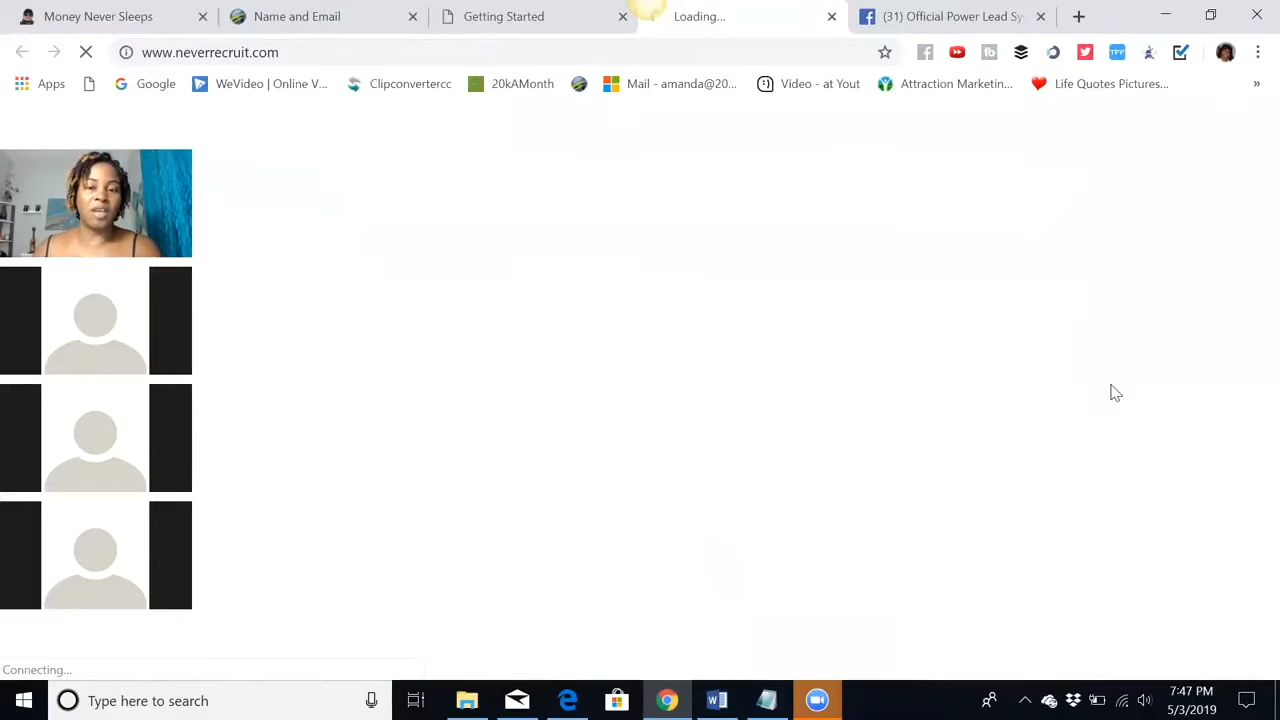 Money Never Sleeps
Name and Email
Getting Started
Loading...
(31) Official Power Lead Sy
www.neverrecruit.com
Apps
Google
WeVideo | Online V...
Clipconvertercc
20kAMonth
Mail - amanda@20...
Video - at Yout
Attraction Marketin...
Life Quotes Pictures...
»
TFF
Connecting...
Type here to search
7:47 PM
5/3/2019